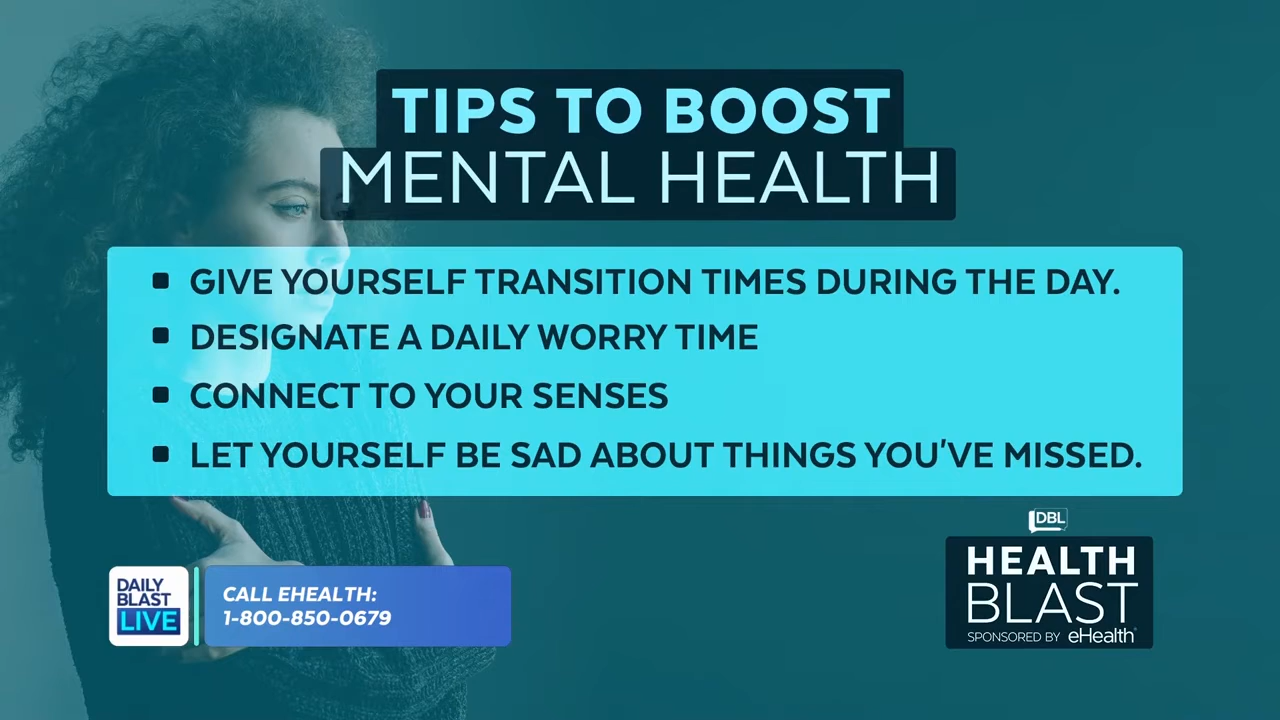 TIPS TO BOOST
MENTAL HEALTH
GIVE YOURSELF TRANSITION TIMES DURING THE DAY.
DESIGNATE A DAILY WORRY TIME
CONNECT TO YOUR SENSES
LET YOURSELF BE SAD ABOUT THINGS YOU'VE MISSED.
DAILY
BLAST
LIVE
CALL EHEALTH:
1-800-850-0679
DBL
HEALTH
BLAST
SPONSORED BY eHealth